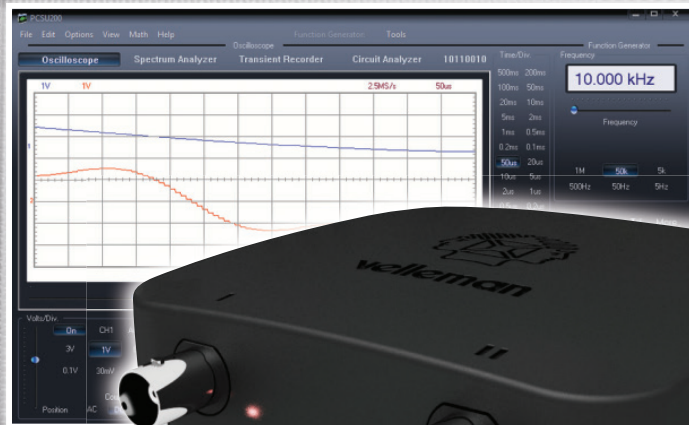 PCSU200
File Edit Options View Math Help Function Generator Tools
Oscilloscope
Oscilloscope Spectrum Analyzer Transient Recorder Circuit Analyzer 10110010
1V 1V 2.5MS/s 50us
1
2
Time/Div.
500ms 200ms
100ms 50ms
20ms 10ms
5ms 2ms
1ms 0.5ms
0.2ms 0.1ms
50us 20us
10us 5us
2us 1us
Function Generator
Frequency
10.000 kHz
Frequency
1M 50k 5k
500Hz 50Hz 5Hz
Volts/Div.
On CH1
3V 1V
0.1V 30mV
Position AC
velleman
I
II